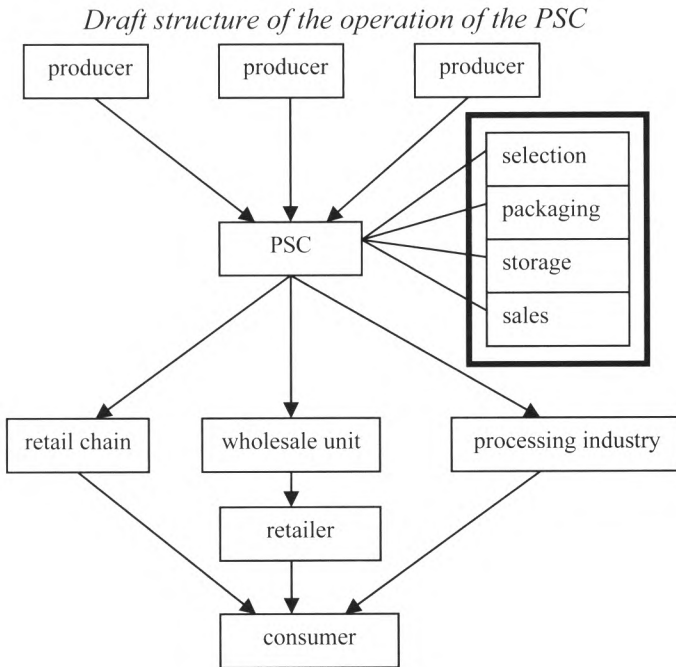 Draft structure of the operation of the PSC
producer
producer
producer
selection
packaging
storage
sales
PSC
retail chain
wholesale unit
processing industry
retailer
consumer